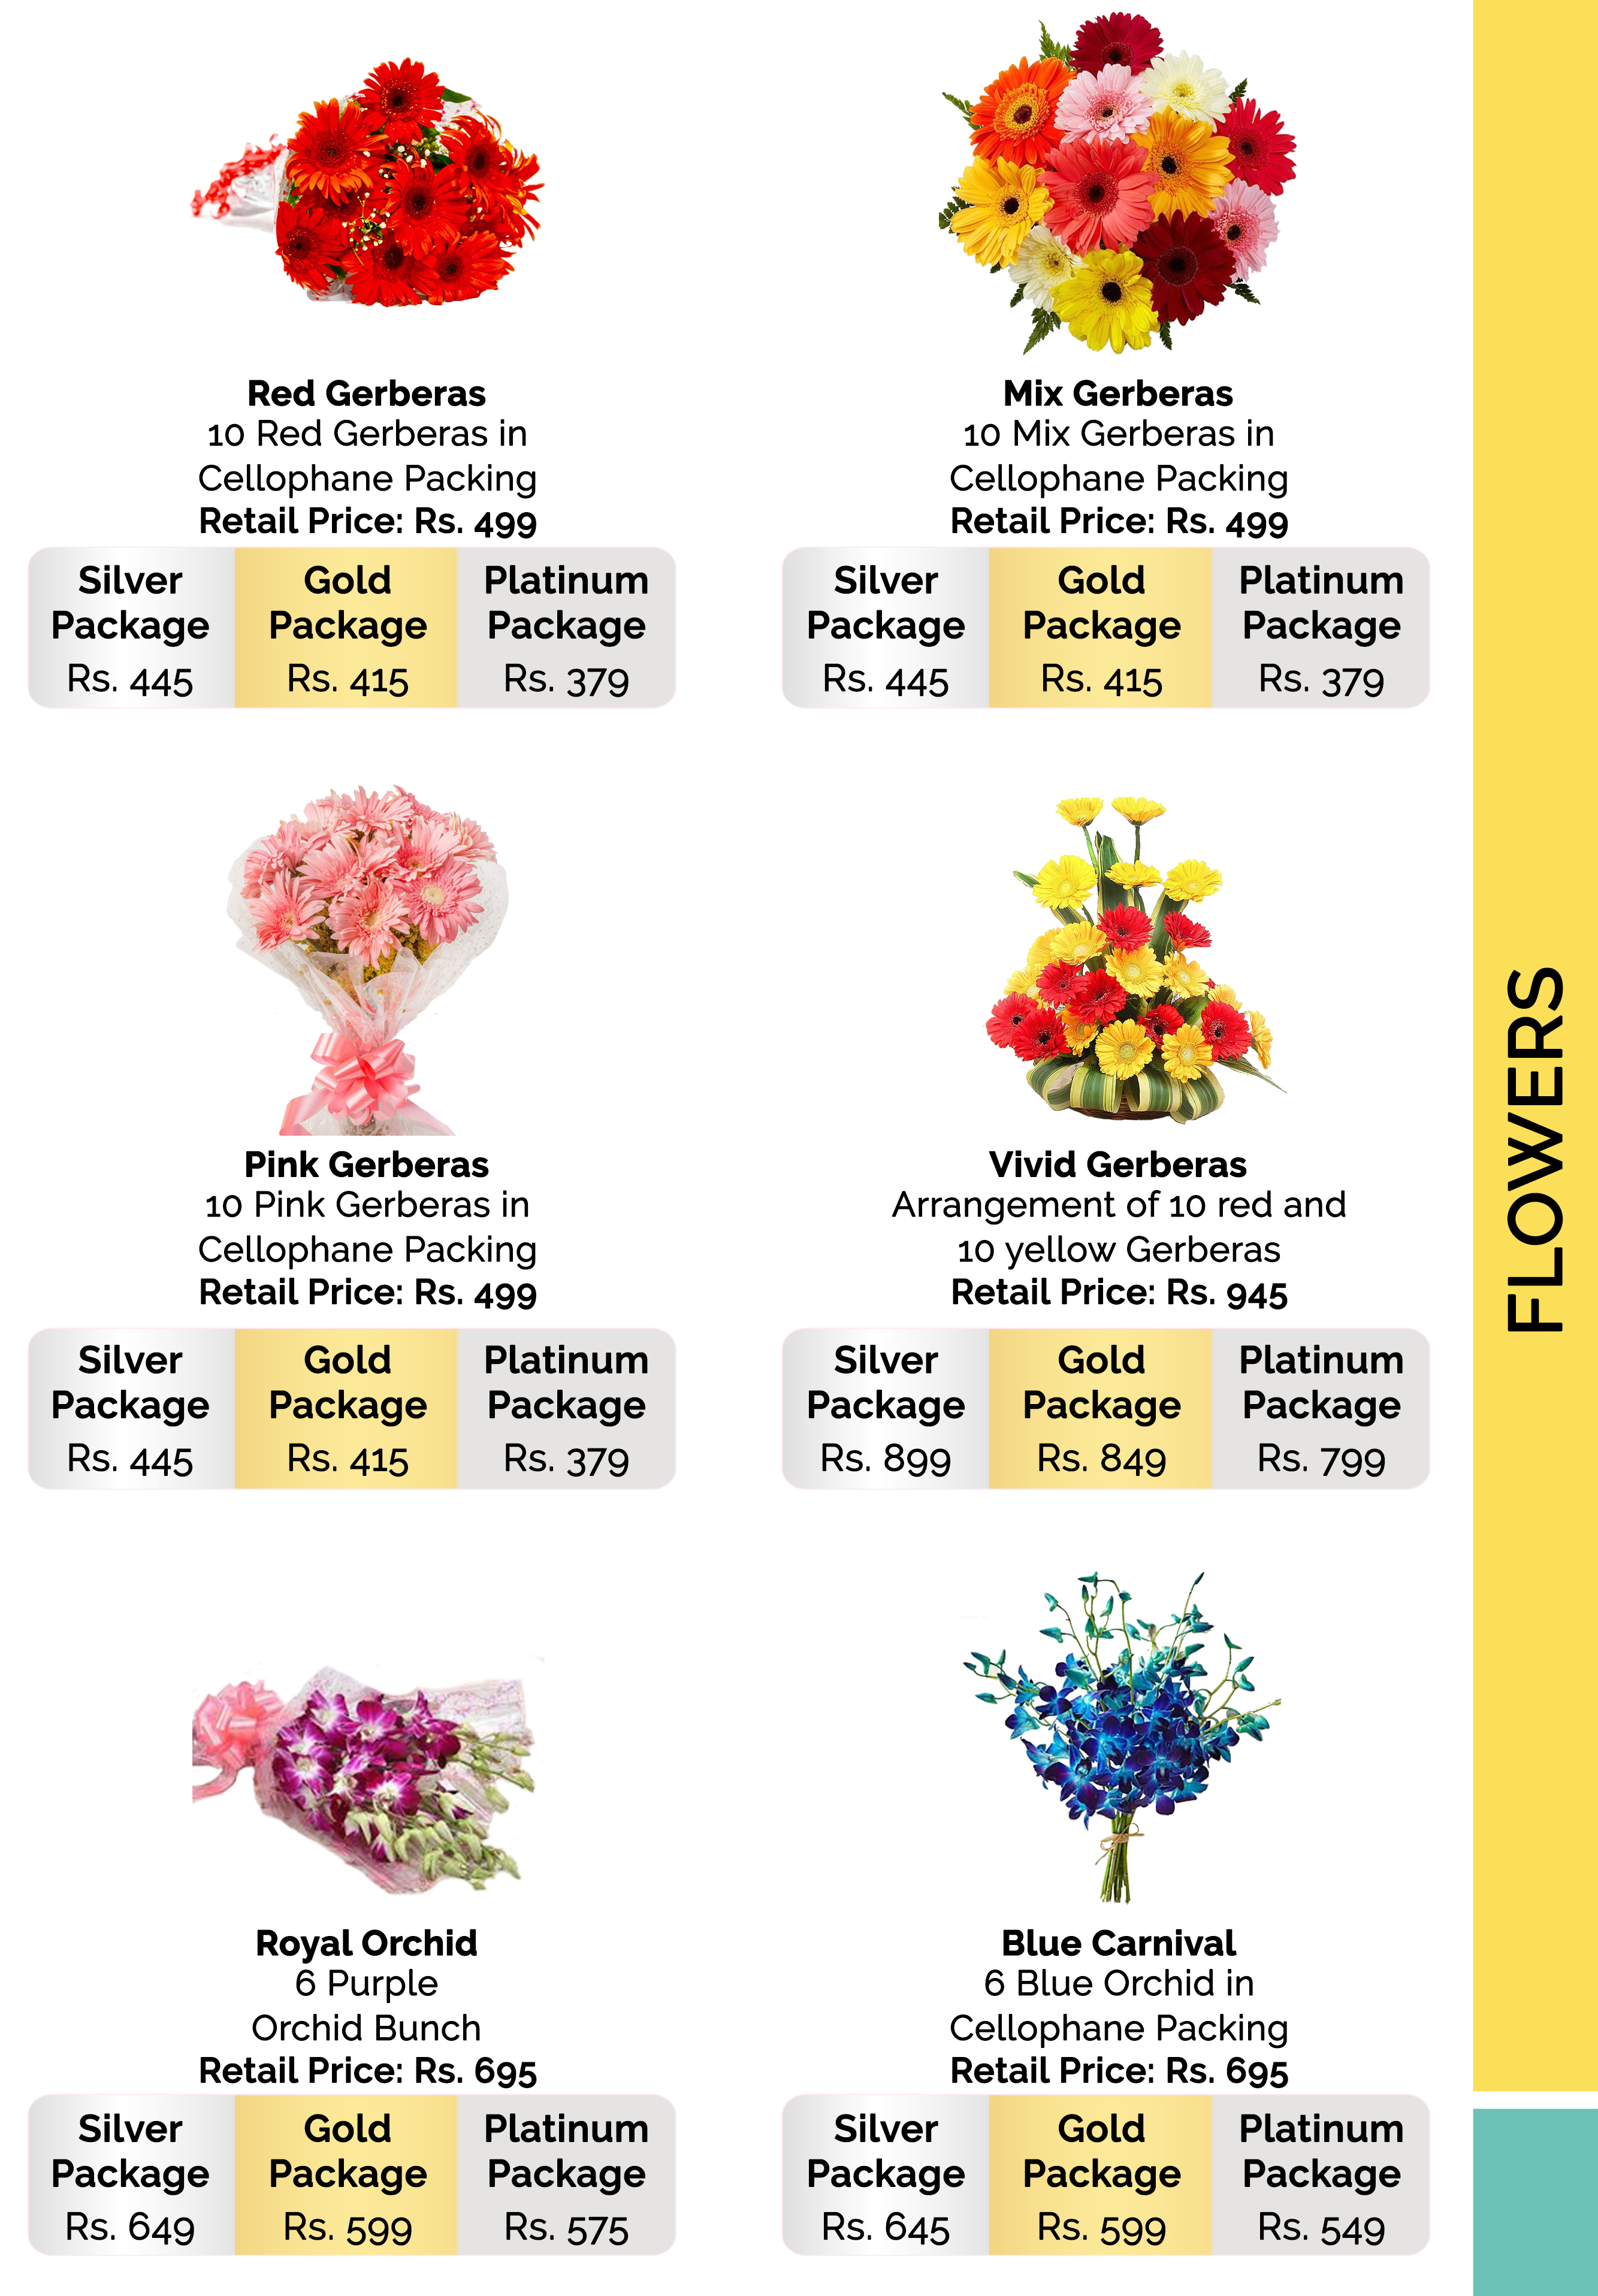 Red Gerberas
10 Red Gerberas in
Cellophane Packing
Retail Price: Rs. 499
Silver Package
Rs. 445
Gold Package
Rs. 415
Platinum Package
Rs. 379
Mix Gerberas
10 Mix Gerberas in
Cellophane Packing
Retail Price: Rs. 499
Silver Package
Rs. 445
Gold Package
Rs. 415
Platinum Package
Rs. 379
Pink Gerberas
10 Pink Gerberas in
Cellophane Packing
Retail Price: Rs. 499
Silver Package
Rs. 445
Gold Package
Rs. 415
Platinum Package
Rs. 379
Vivid Gerberas
Arrangement of 10 red and
10 yellow Gerberas
Retail Price: Rs. 945
Silver Package
Rs. 899
Gold Package
Rs. 849
Platinum Package
Rs. 799
Royal Orchid
6 Purple
Orchid Bunch
Retail Price: Rs. 695
Silver Package
Rs. 649
Gold Package
Rs. 599
Platinum Package
Rs. 575
Blue Carnival
6 Blue Orchid in
Cellophane Packing
Retail Price: Rs. 695
Silver Package
Rs. 645
Gold Package
Rs. 599
Platinum Package
Rs. 549
FLOWERS